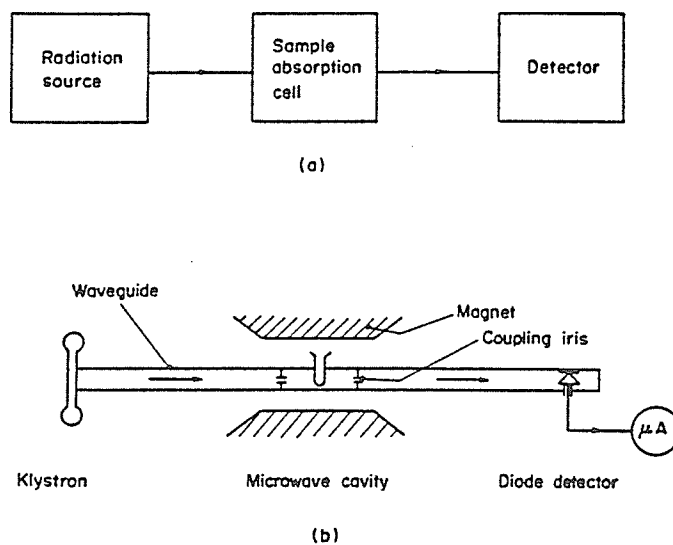 Radiation
source
Sample
absorption
cell
Detector
(a)
Waveguide
Magnet
Coupling iris
μA
Klystron
Microwave cavity
Diode detector
(b)